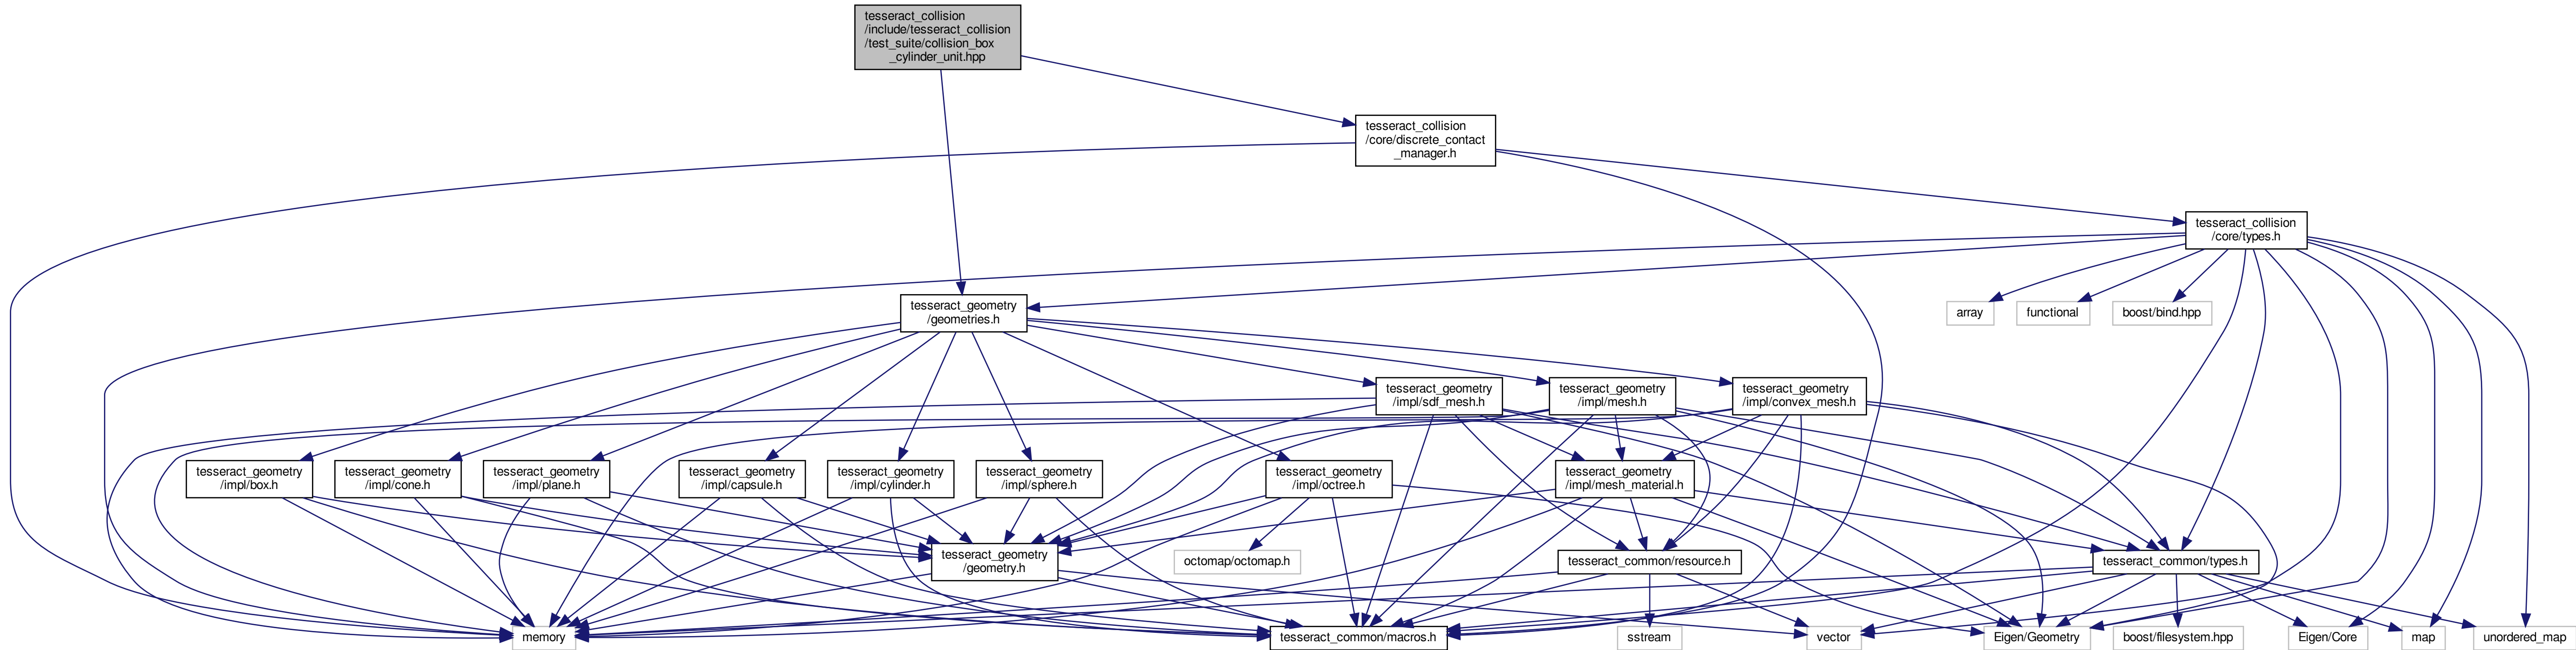 tesseract_collision
/include/tesseract_collision
/test_suite/collision_box
_cylinder_unit.hpp
tesseract_collision
/core/discrete_contact
_manager.h
tesseract_collision
/core/types.h
tesseract_geometry
/geometries.h
array
functional
boost/bind.hpp
tesseract_geometry
/impl/sdf_mesh.h
tesseract_geometry
/impl/mesh.h
tesseract_geometry
/impl/convex_mesh.h
tesseract_geometry
/impl/box.h
tesseract_geometry
/impl/cone.h
tesseract_geometry
/impl/plane.h
tesseract_geometry
/impl/capsule.h
tesseract_geometry
/impl/cylinder.h
tesseract_geometry
/impl/sphere.h
tesseract_geometry
/impl/octree.h
tesseract_geometry
/impl/mesh_material.h
tesseract_geometry
/geometry.h
octomap/octomap.h
tesseract_common/resource.h
tesseract_common/types.h
memory
tesseract_common/macros.h
sstream
vector
Eigen/Geometry
boost/filesystem.hpp
Eigen/Core
map
unordered_map